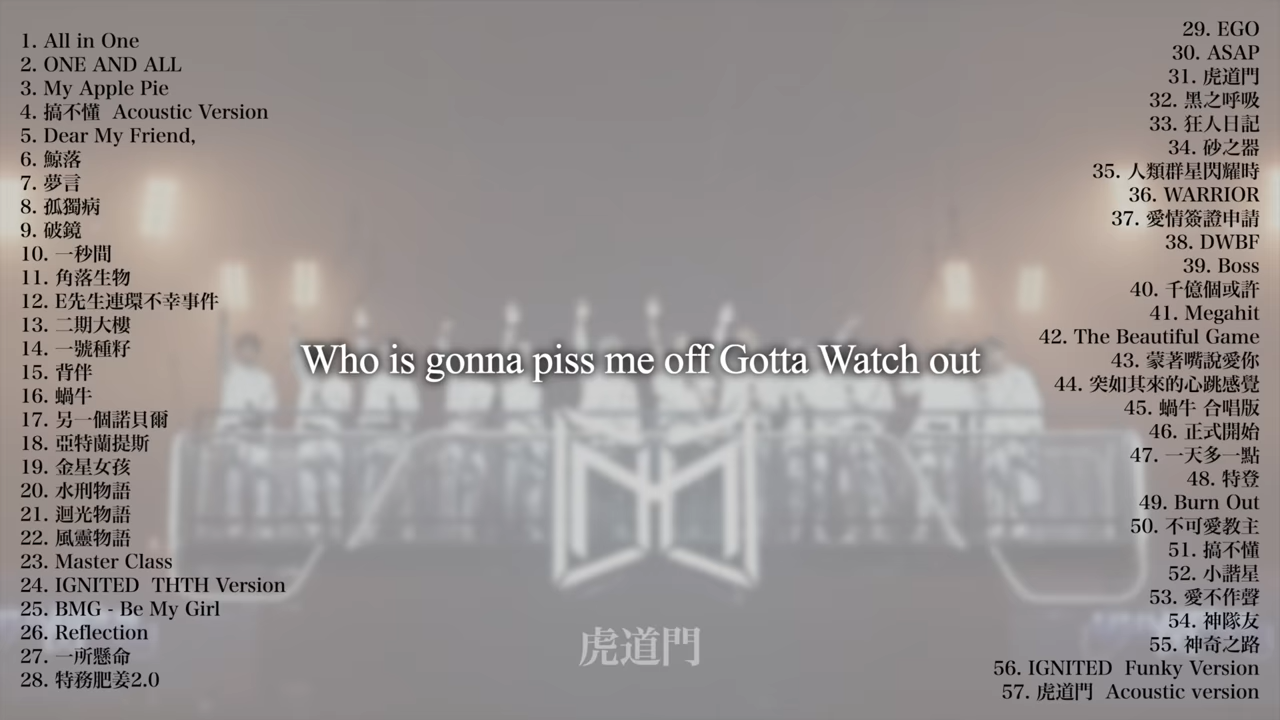 1. All in One
2. ONE AND ALL
3. My Apple Pie
4. 搞不懂 Acoustic Version
5. Dear My Friend,
6. 鯨落
7. 夢言
8. 孤獨病
9. 破鏡
10. 一秒間
11. 角落生物
12. E先生連環不幸事件
13. 二期大樓
14. 一號種籽
15. 背伴
16. 蝸牛
17. 另一個諾貝爾
18. 亞特蘭提斯
19. 金星女孩
20. 水刑物語
21. 迴光物語
22. 風靈物語
23. Master Class
24. IGNITED THTH Version
25. BMG - Be My Girl
26. Reflection
27. 一所懸命
28. 特務肥姜2.0
Who is gonna piss me off Gotta Watch out
虎道門
29. EGO
30. ASAP
31. 虎道門
32. 黑之呼吸
33. 狂人日記
34. 砂之器
35. 人類群星閃耀時
36. WARRIOR
37. 愛情簽證申請
38. DWBF
39. Boss
40. 千億個或許
41. Megahit
42. The Beautiful Game
43. 蒙著嘴說愛你
44. 突如其來的心跳感覺
45. 蝸牛 合唱版
46. 正式開始
47. 一天多一點
48. 特登
49. Burn Out
50. 不可愛教主
51. 搞不懂
52. 小諧星
53. 愛不作聲
54. 神隊友
55. 神奇之路
56. IGNITED Funky Version
57. 虎道門 Acoustic version